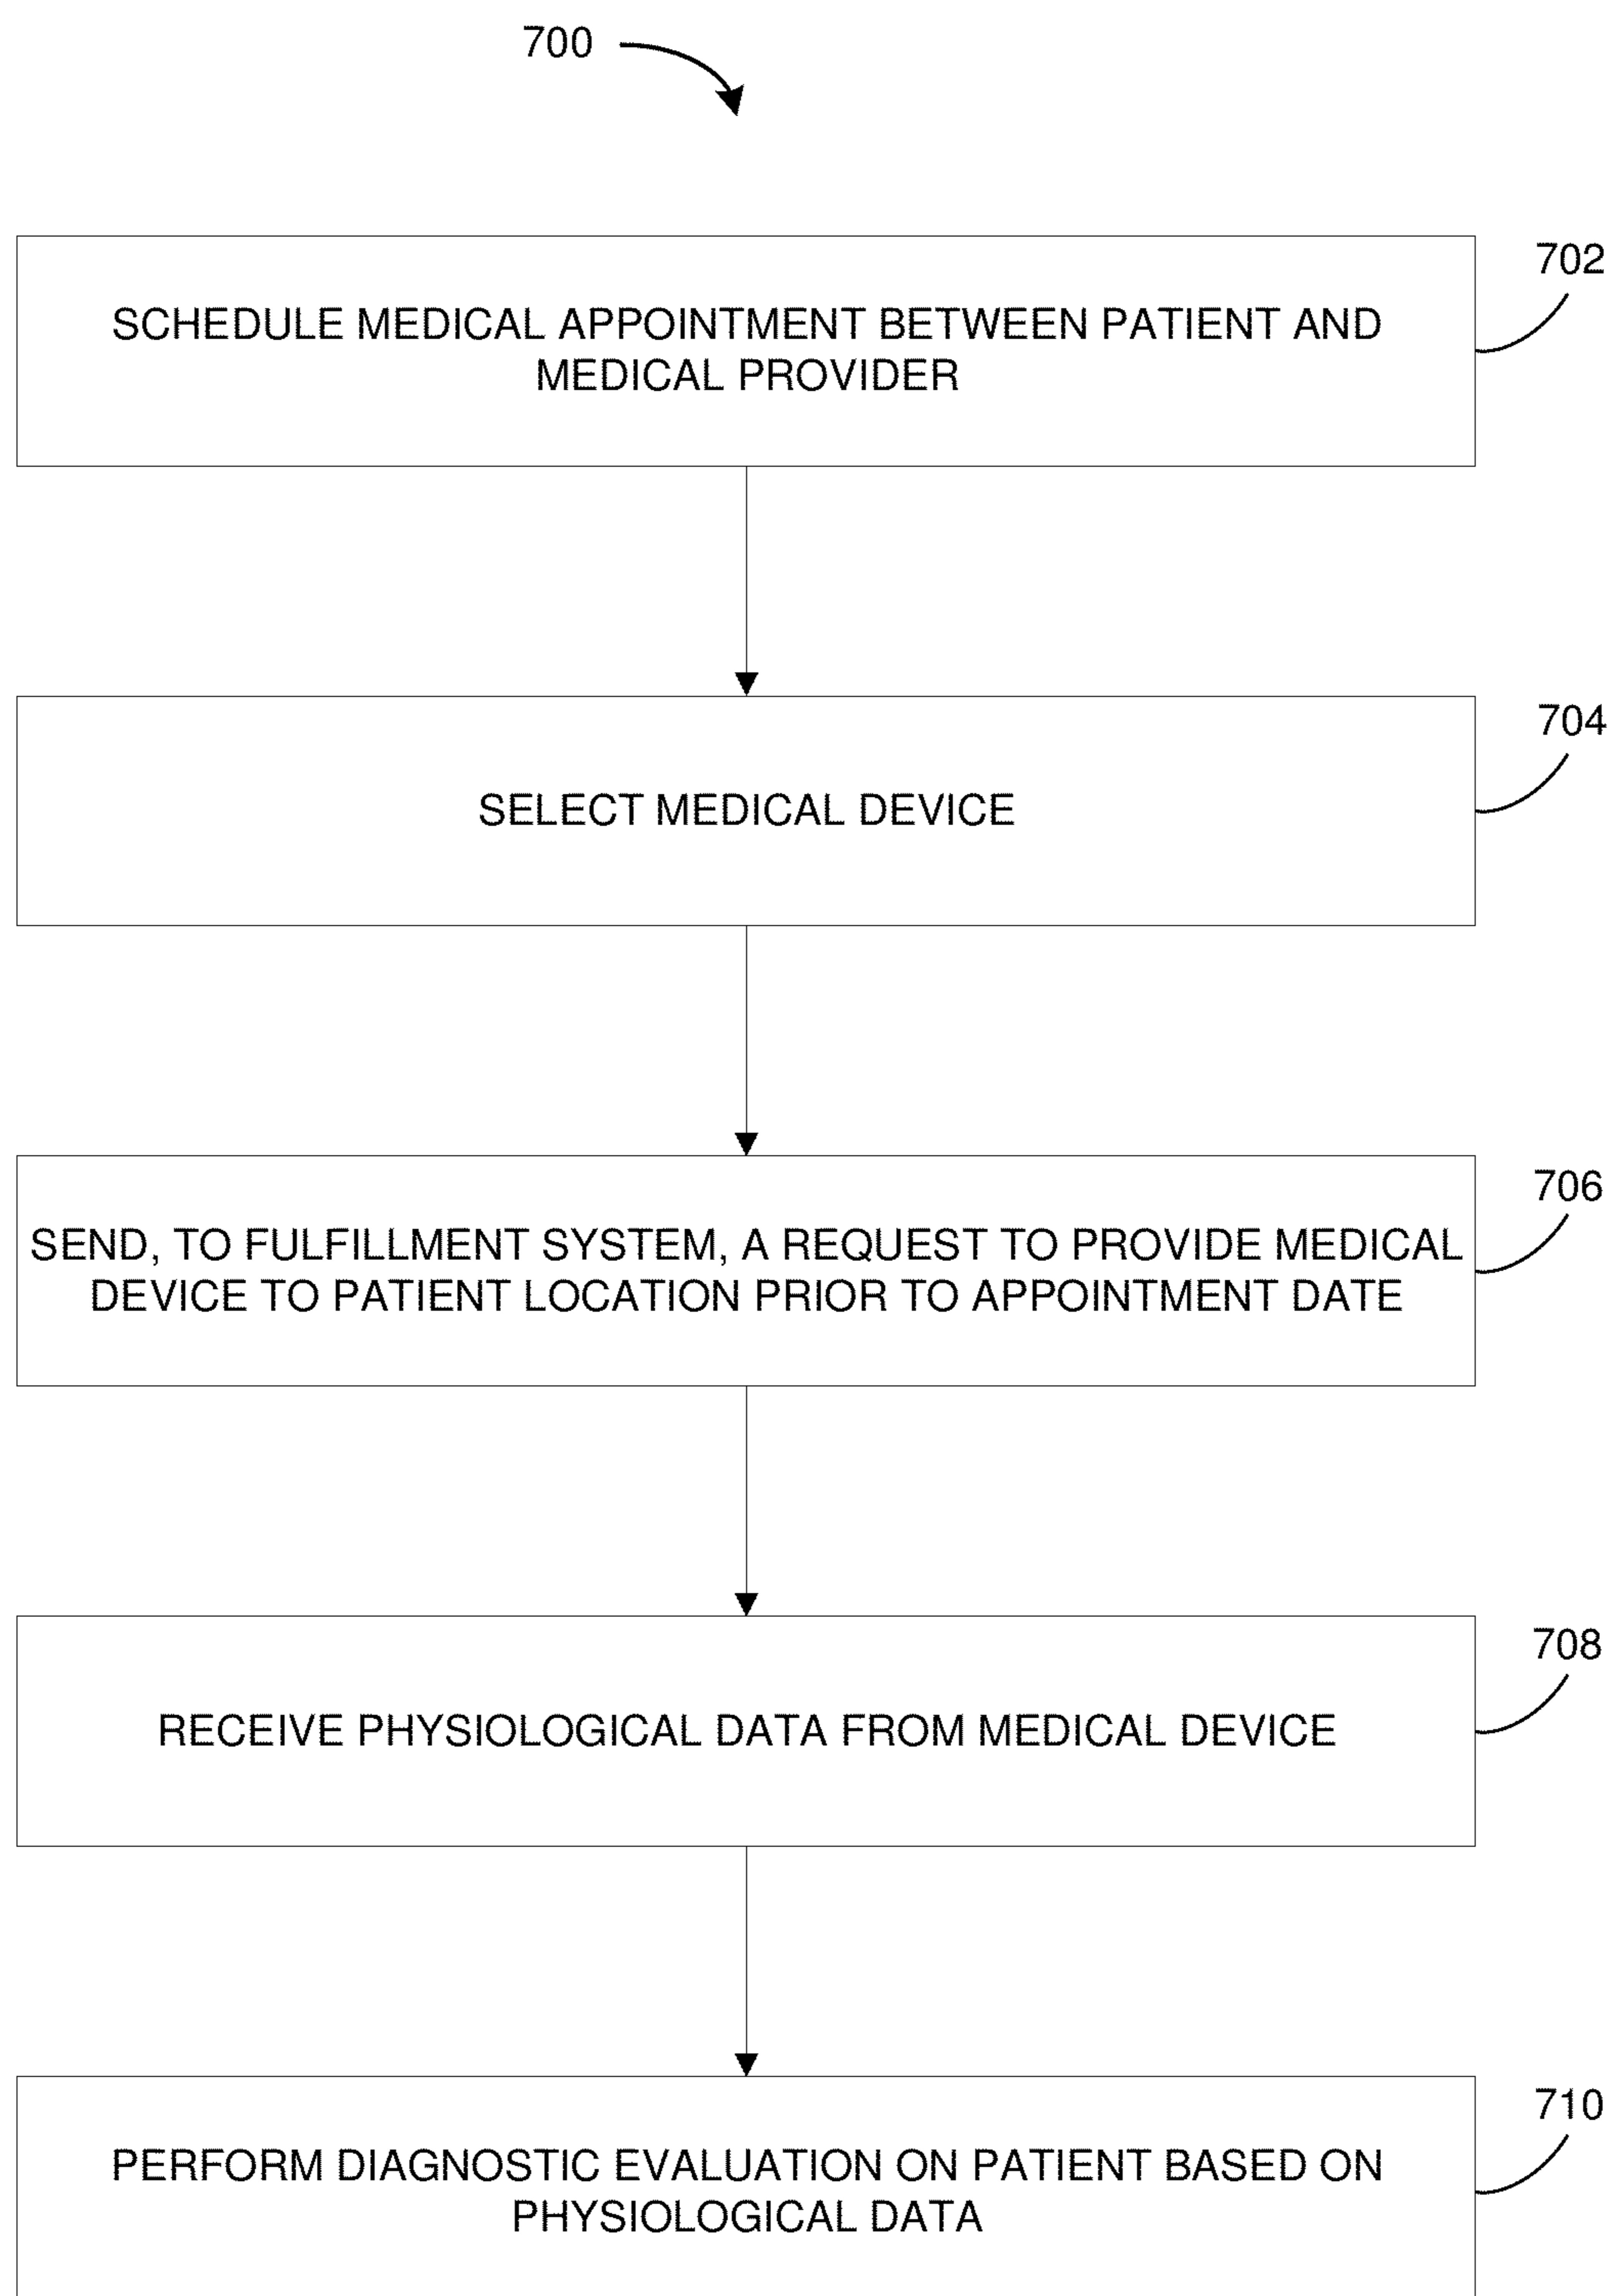 700
702
SCHEDULE MEDICAL APPOINTMENT BETWEEN PATIENT AND
MEDICAL PROVIDER
704
SELECT MEDICAL DEVICE
706
SEND, TO FULFILLMENT SYSTEM, A REQUEST TO PROVIDE MEDICAL
DEVICE TO PATIENT LOCATION PRIOR TO APPOINTMENT DATE
708
RECEIVE PHYSIOLOGICAL DATA FROM MEDICAL DEVICE
710
PERFORM DIAGNOSTIC EVALUATION ON PATIENT BASED ON
PHYSIOLOGICAL DATA